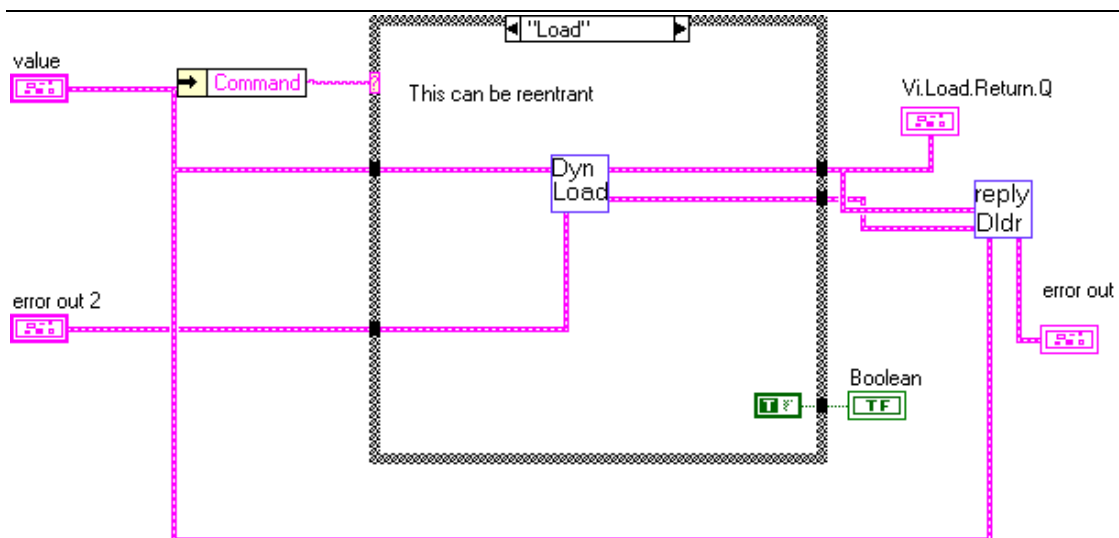 "Load"
value
Command
?
This can be reentrant
Vi.Load.Return.Q
Dyn
Load
reply
Dldr
error out 2
error out
Boolean
T
TF